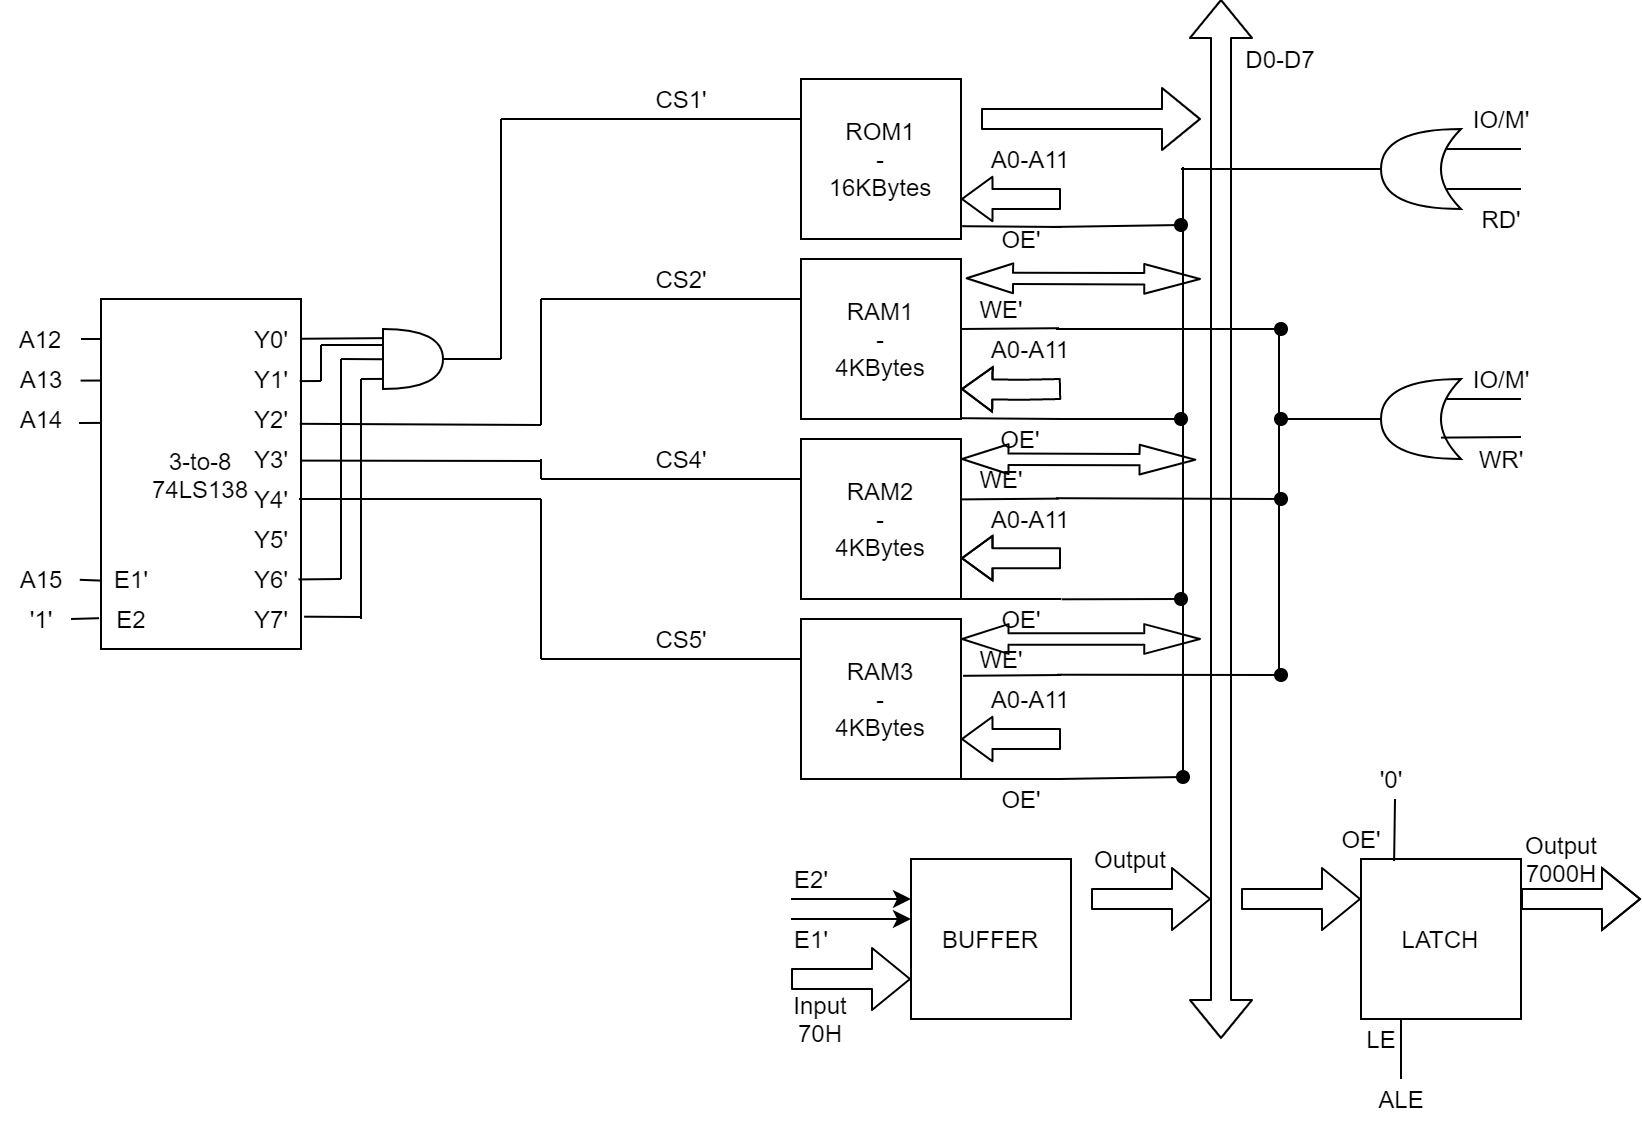 D0-D7
CS1'
ROM1
-
16KBytes
A0-A11
OE'
IO/M'
RD'
CS2'
RAM1
-
4KBytes
WE'
A0-A11
OE'
IO/M'
WR'
A12
A13
A14
A15
'1'
E1'
E2
3-to-8
74LS138
Y0'
Y1'
Y2'
Y3'
Y4'
Y5'
Y6'
Y7'
CS4'
RAM2
-
4KBytes
WE'
A0-A11
OE'
CS5'
RAM3
-
4KBytes
WE'
A0-A11
OE'
E2'
E1'
Input
70H
BUFFER
Output
'0'
OE'
LATCH
Output
7000H
LE
ALE